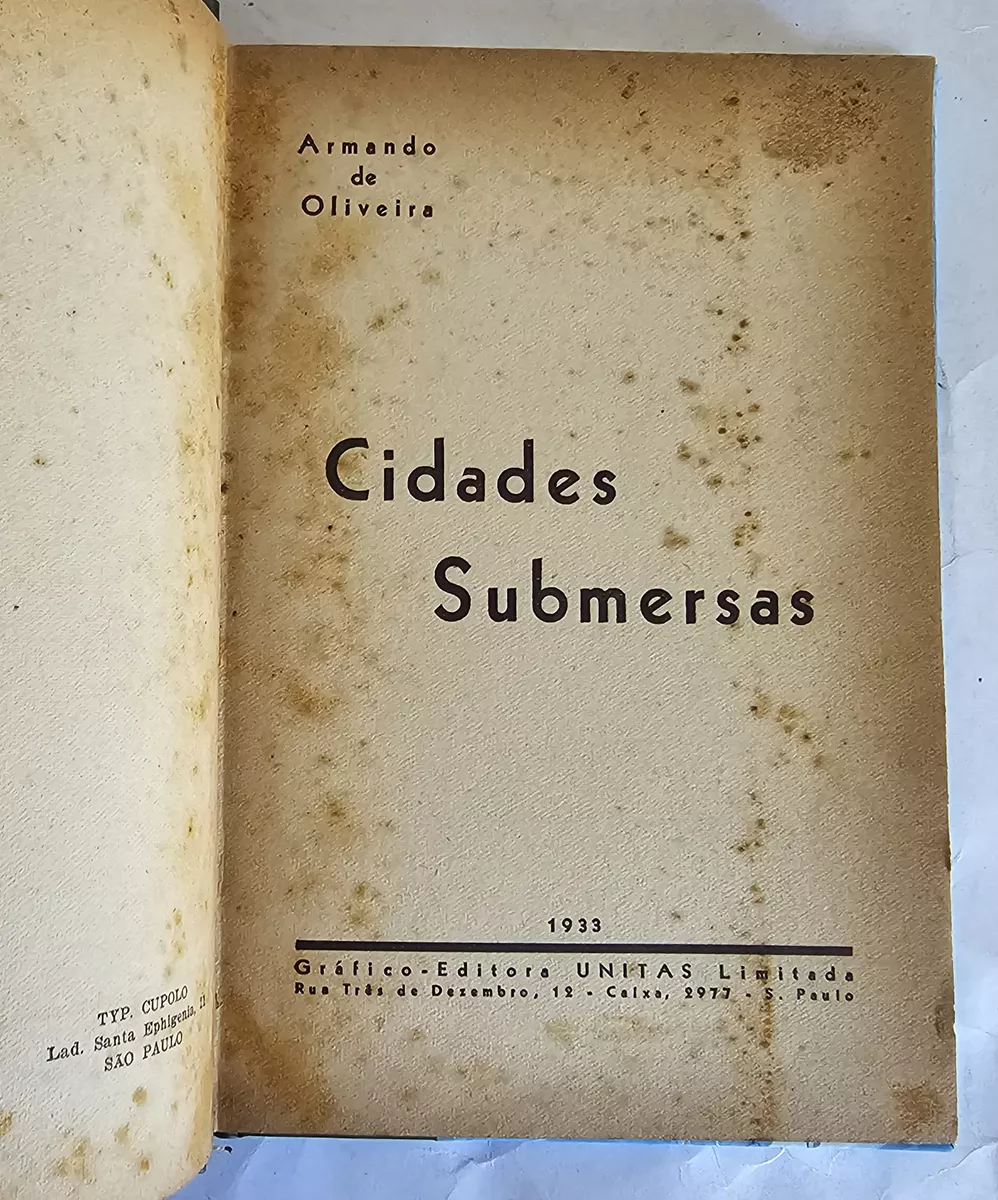 TYP. CUPOLO
Lad. Santa Ephigenia, 11
SÃO PAULO
Armando
de
Oliveira
Cidades
Submersas
1933
Gráfico-Editora UNITAS Limitada
Rua Três de Dezembro, 12 - Caixa, 2977 - S. Paulo